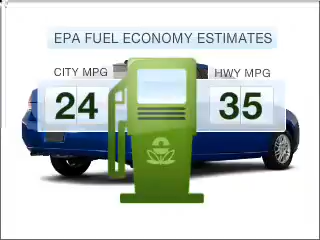 EPA FUEL ECONOMY ESTIMATES
CITY MPG
HWY MPG
24
35